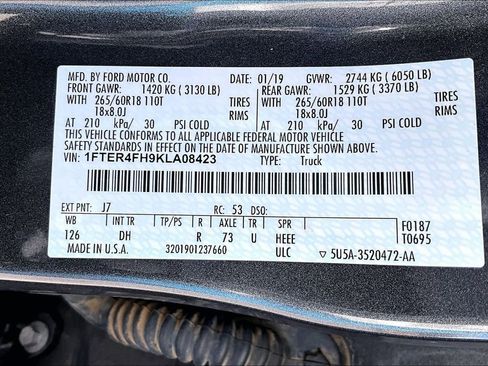 MFD. BY FORD MOTOR CO. DATE: 01/19 GVWR: 2744 KG ( 6050 LB)
FRONT GAWR: 1420 KG ( 3130 LB) REAR GAWR: 1529 KG ( 3370 LB)
WITH 265/60R18 110T TIRES WITH 265/60R18 110T TIRES
18x8.0J RIMS 18x8.0J RIMS
AT 210 kPa/ 30 PSI COLD AT 210 kPa/ 30 PSI COLD
THIS VEHICLE CONFORMS TO ALL APPLICABLE FEDERAL MOTOR VEHICLE
SAFETY STANDARDS IN EFFECT ON THE DATE OF MANUFACTURE SHOWN ABOVE.
VIN: 1FTER4FH9KLA08423 TYPE: Truck
EXT PNT: J7 RC: 53 DSO:
WB INT TR TP/PS R AXLE TR SPR F0187
126 DH R 73 U HEEE T0695
MADE IN U.S.A. 3201901237660 ULC ▽ 5U5A-3520472-AA